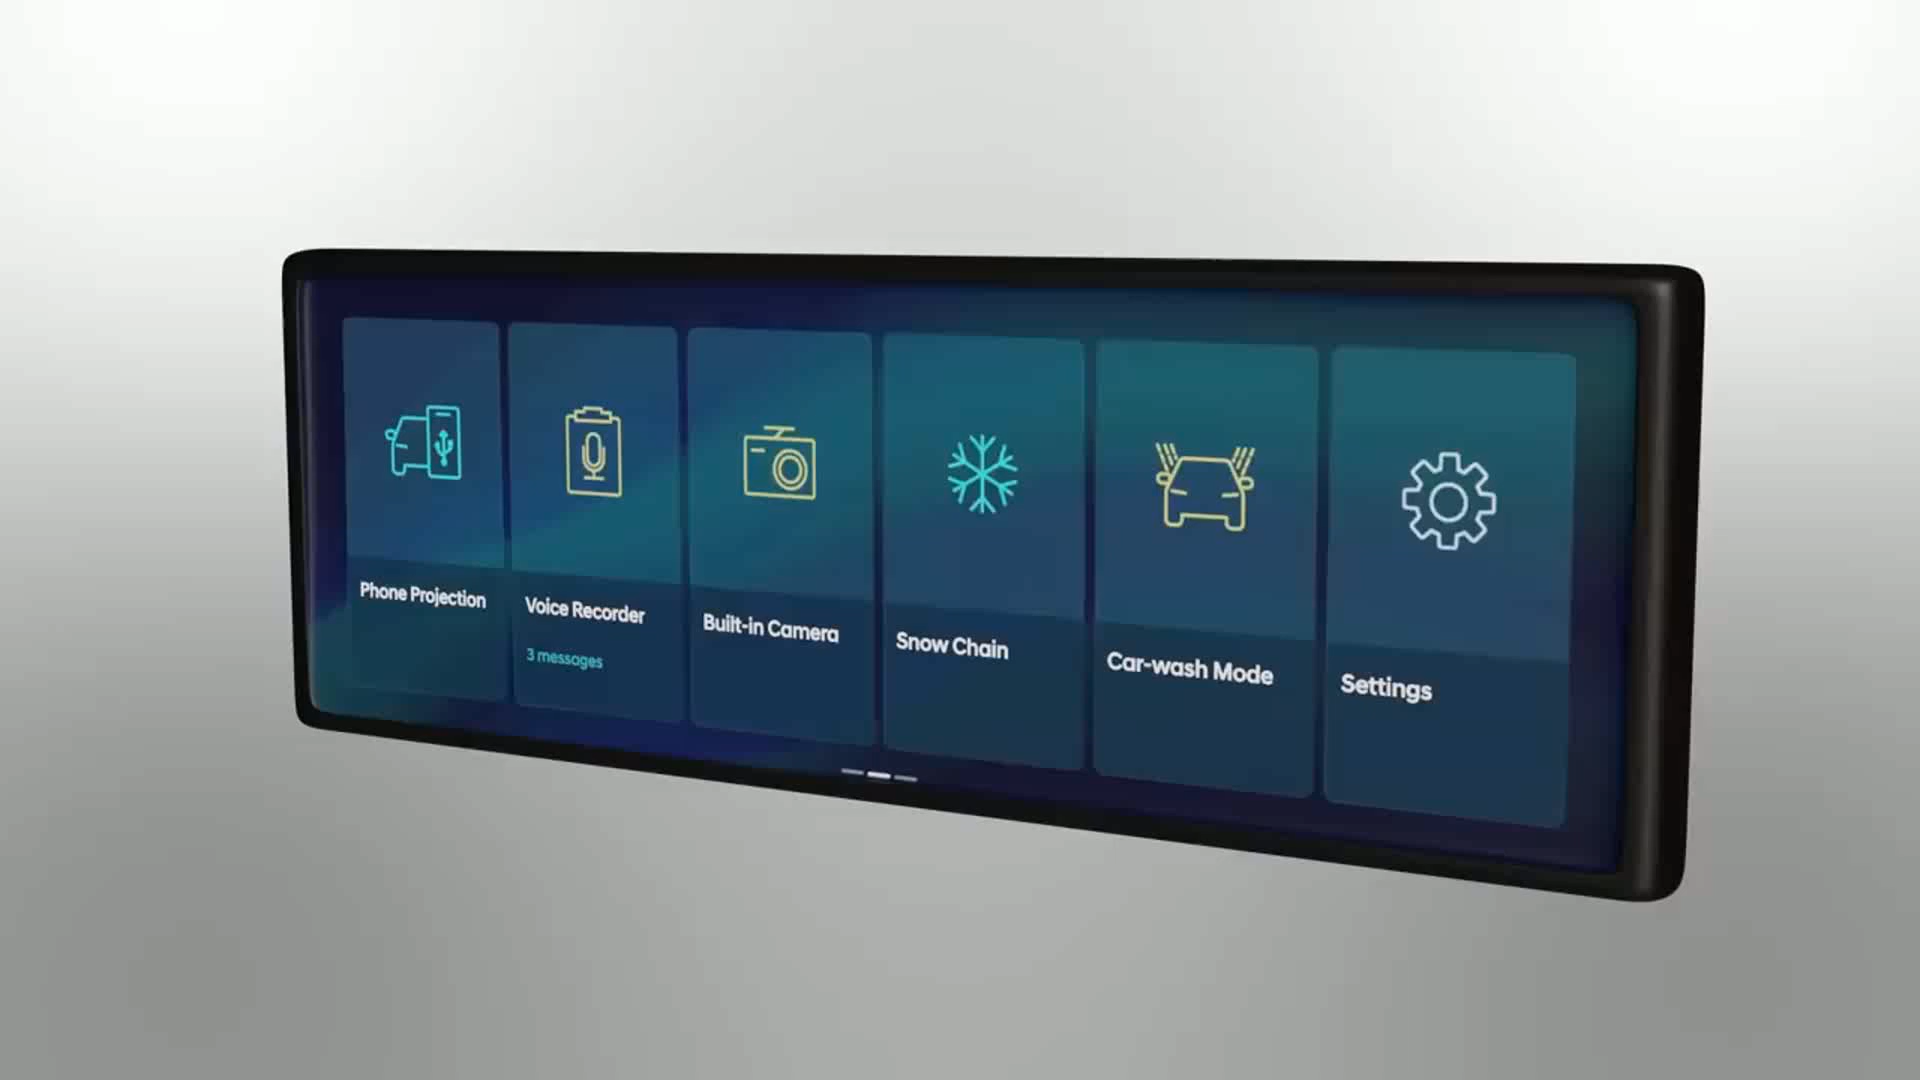 Phone Projection
Voice Recorder
3 messages
Built-in Camera
Snow Chain
Car-wash Mode
Settings